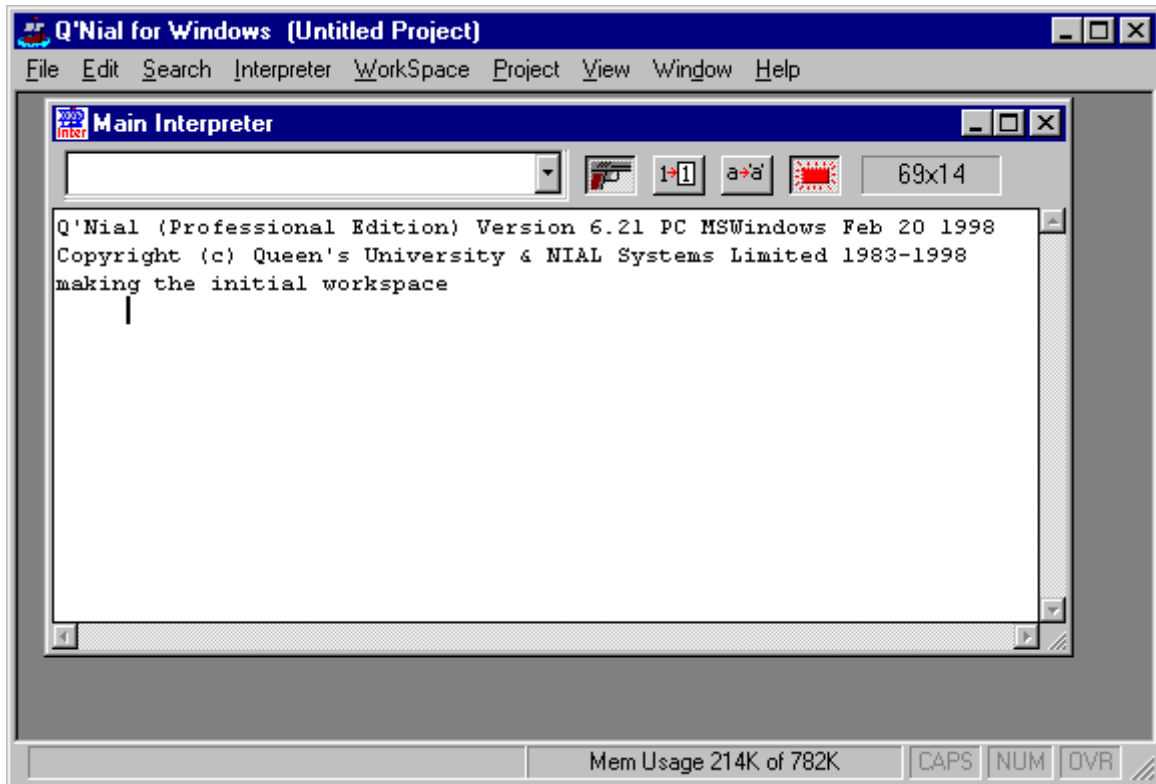 Q'Nial for Windows (Untitled Project)
File Edit Search Interpreter WorkSpace Project View Window Help
Main Interpreter
1→1 a→'a' 69x14
Q'Nial (Professional Edition) Version 6.21 PC MSWindows Feb 20 1998
Copyright (c) Queen's University & NIAL Systems Limited 1983-1998
making the initial workspace
Mem Usage 214K of 782K CAPS NUM OVR